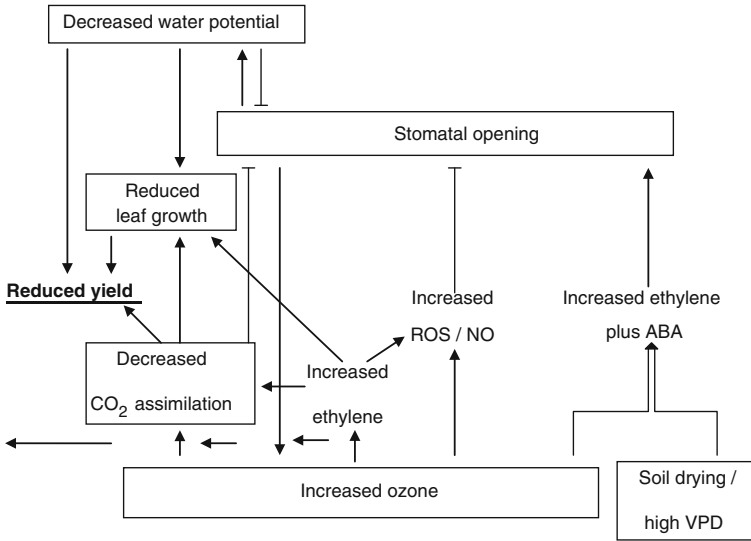 Decreased water potential
Stomatal opening
Reduced
leaf growth
Reduced yield
Increased
ROS / NO
Increased ethylene
plus ABA
Decreased
CO2 assimilation
Increased
ethylene
Increased ozone
Soil drying /
high VPD